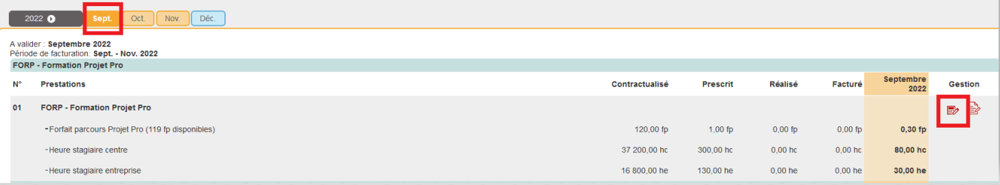 2022 Sept. Oct. Nov. Déc.
A valider : Septembre 2022
Période de facturation: Sept. - Nov. 2022
FORP - Formation Projet Pro
N° Prestations Contractualisé Prescrit Réalisé Facturé Septembre 2022 Gestion
01 FORP - Formation Projet Pro
-Forfait parcours Projet Pro (119 fp disponibles) 120,00 fp 1,00 fp 0,00 fp 0,00 fp 0,30 fp
-Heure stagiaire centre 37 200,00 hc 300,00 hc 0,00 hc 0,00 hc 80,00 hc
-Heure stagiaire entreprise 16 800,00 he 130,00 he 0,00 he 0,00 he 30,00 he